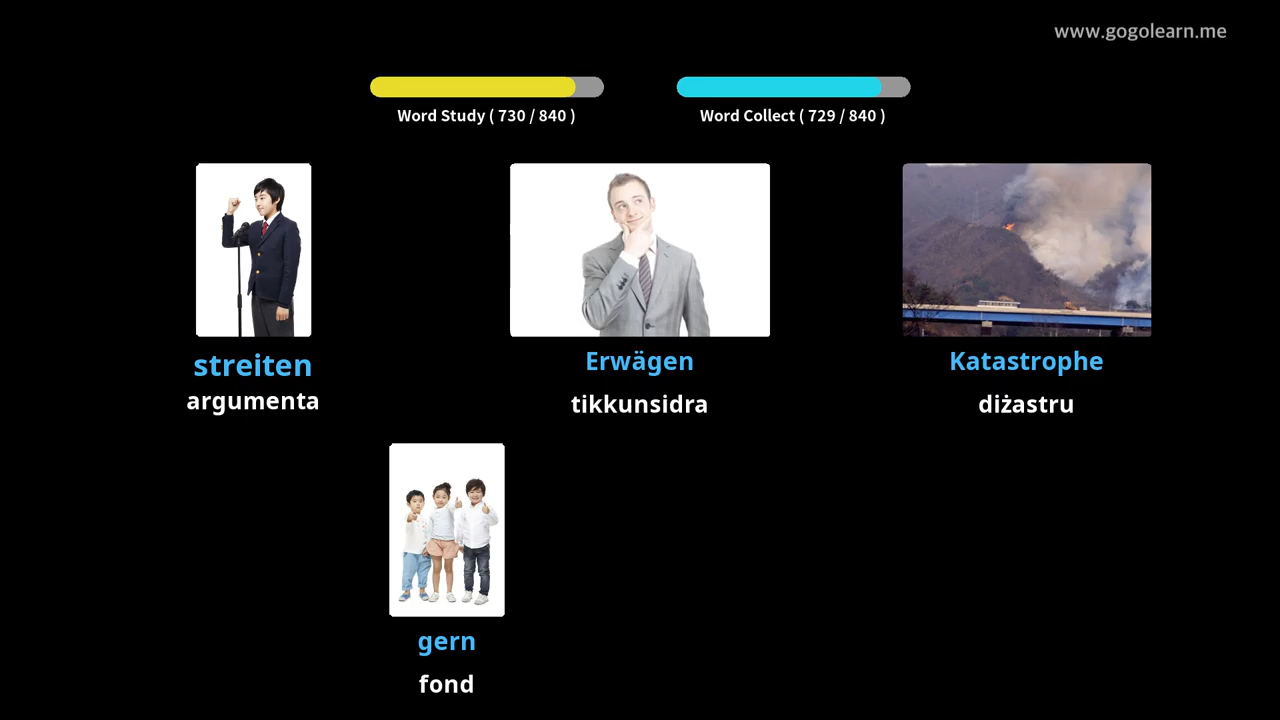 www.gogolearn.me
Word Study ( 730 / 840 )
Word Collect ( 729 / 840 )
streiten
argumenta
Erwägen
tikkunsidra
Katastrophe
diżastru
gern
fond